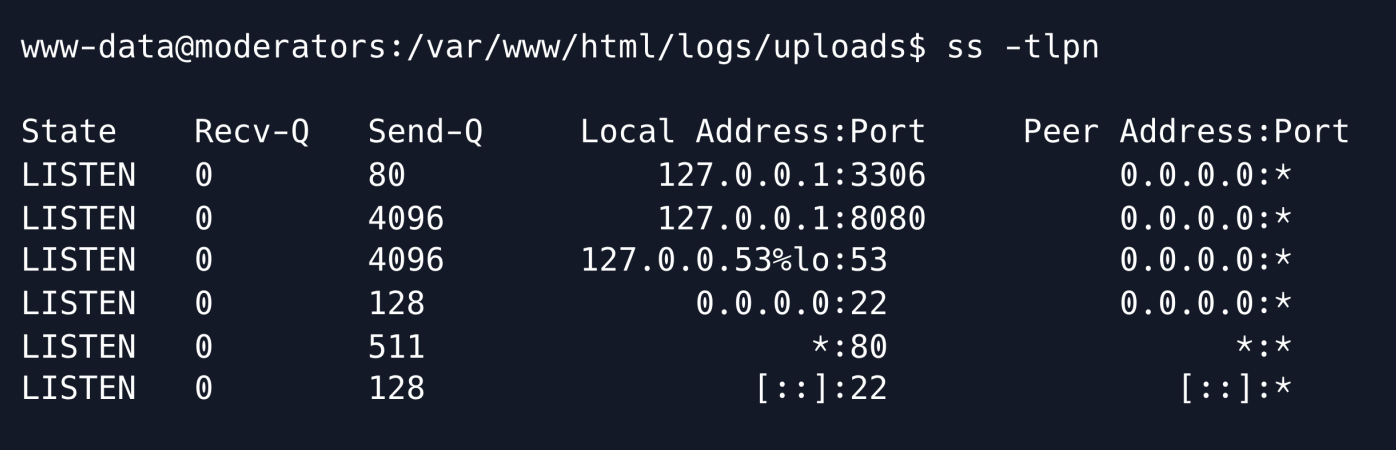 www-data@moderators:/var/www/html/logs/uploads$ ss -tlpn
State Recv-Q Send-Q Local Address:Port Peer Address:Port
LISTEN 0 80 127.0.0.1:3306 0.0.0.0:*
LISTEN 0 4096 127.0.0.1:8080 0.0.0.0:*
LISTEN 0 4096 127.0.0.53%lo:53 0.0.0.0:*
LISTEN 0 128 0.0.0.0:22 0.0.0.0:*
LISTEN 0 511 *:80 *:*
LISTEN 0 128 [::]:22 [::]:*